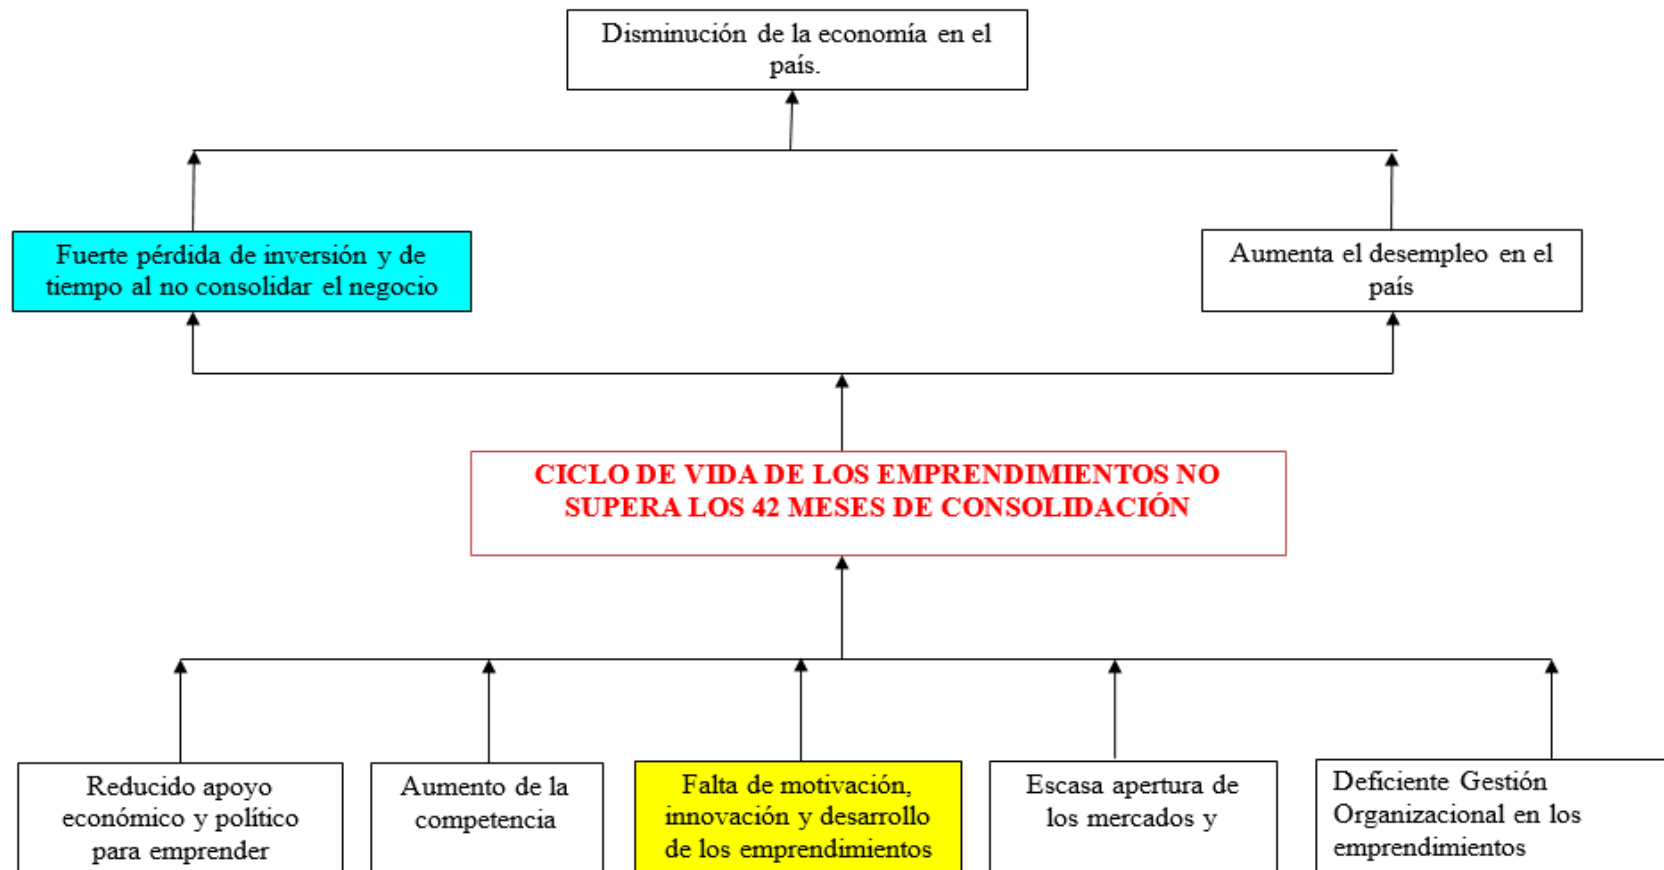 Disminución de la economía en el
país.
Fuerte pérdida de inversión y de
tiempo al no consolidar el negocio
Aumenta el desempleo en el
país
CICLO DE VIDA DE LOS EMPRENDIMIENTOS NO
SUPERA LOS 42 MESES DE CONSOLIDACIÓN
Reducido apoyo
económico y político
para emprender
Aumento de la
competencia
Falta de motivación,
innovación y desarrollo
de los emprendimientos
Escasa apertura de
los mercados y
Deficiente Gestión
Organizacional en los
emprendimientos